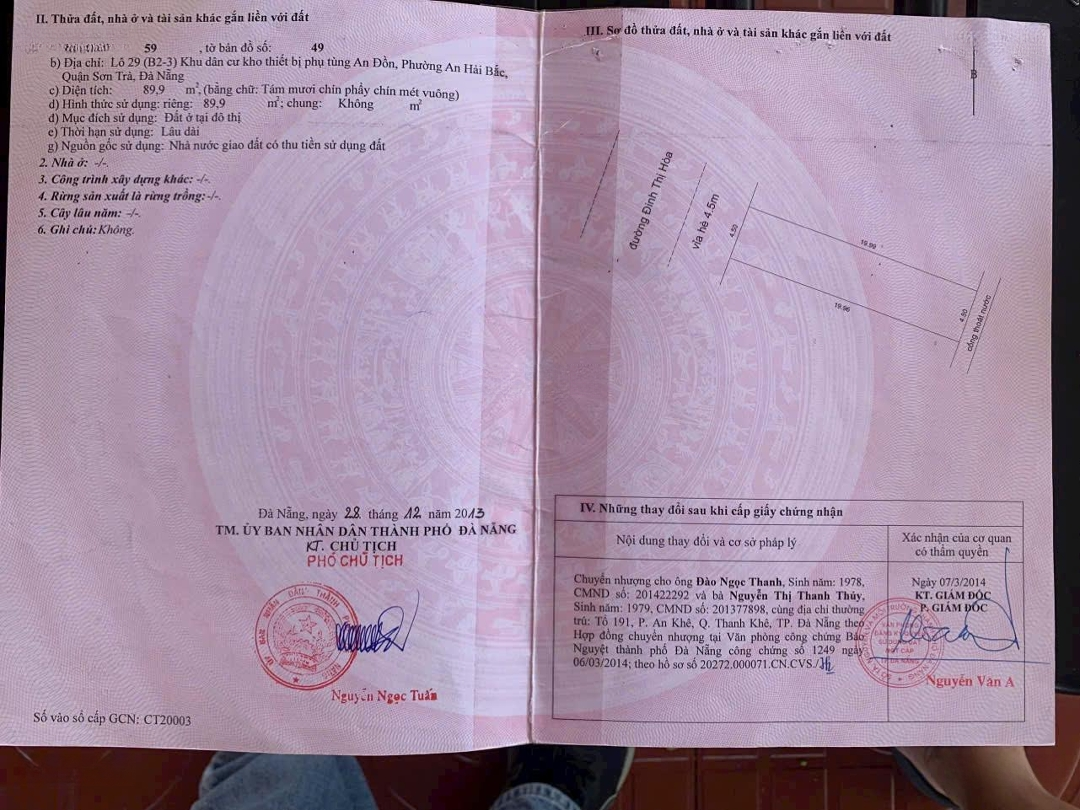 II. Thửa đất, nhà ở và tài sản khác gắn liền với đất
59 , tờ bản đồ số: 49
b) Địa chỉ: Lô 29 (B2-3) Khu dân cư kho thiết bị phụ tùng An Đồn, Phường An Hải Bắc,
Quận Sơn Trà, Đà Nẵng
c) Diện tích: 89,9 m², (bằng chữ: Tám mươi chín phẩy chín mét vuông)
d) Hình thức sử dụng: riêng: 89,9 m²; chung: Không m²
đ) Mục đích sử dụng: Đất ở tại đô thị
e) Thời hạn sử dụng: Lâu dài
g) Nguồn gốc sử dụng: Nhà nước giao đất có thu tiền sử dụng đất
2. Nhà ở: -/-.
3. Công trình xây dựng khác: -/-.
4. Rừng sản xuất là rừng trồng: -/-.
5. Cây lâu năm: -/-.
6. Ghi chú: Không.
Đà Nẵng, ngày 28 tháng 12 năm 2013
TM. ỦY BAN NHÂN DÂN THÀNH PHỐ ĐÀ NẴNG
KT. CHỦ TỊCH
PHÓ CHỦ TỊCH
Nguyễn Ngọc Tuấn
Số vào sổ cấp GCN: CT20003
III. Sơ đồ thửa đất, nhà ở và tài sản khác gắn liền với đất
B
đường Đinh Thị Hòa
vỉa hè 4.5m
4.50
19.99
19.96
4.50
cống thoát nước
IV. Những thay đổi sau khi cấp giấy chứng nhận
Nội dung thay đổi và cơ sở pháp lý
Xác nhận của cơ quan
có thẩm quyền
Chuyển nhượng cho ông Đào Ngọc Thanh, Sinh năm: 1978,
CMND số: 201422292 và bà Nguyễn Thị Thanh Thủy,
Sinh năm: 1979, CMND số: 201377898, cùng địa chỉ thường
trú: Tổ 191, P. An Khê, Q. Thanh Khê, TP. Đà Nẵng theo
Hợp đồng chuyển nhượng tại Văn phòng công chứng Bảo
Nguyệt thành phố Đà Nẵng công chứng số 1249 ngày
06/03/2014; theo hồ sơ số 20272.000071.CN.CVS./.
Ngày 07/3/2014
KT. GIÁM ĐỐC
P. GIÁM ĐỐC
Nguyễn Văn A